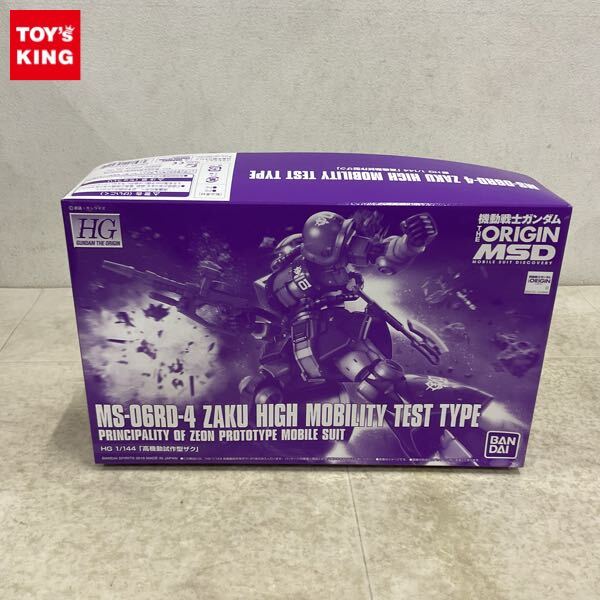 TOY's
KING
MS-06RD-4 ZAKU HIGH MOBILITY TEST TYPE
HG
GUNDAM THE ORIGIN
機動戦士ガンダム
THE ORIGIN
MSD
MOBILE SUIT DISCOVERY
MS-06RD-4 ZAKU HIGH MOBILITY TEST TYPE
PRINCIPALITY OF ZEON PROTOTYPE MOBILE SUIT
HG 1/144「高機動試作型ザク」
BAN
DAI